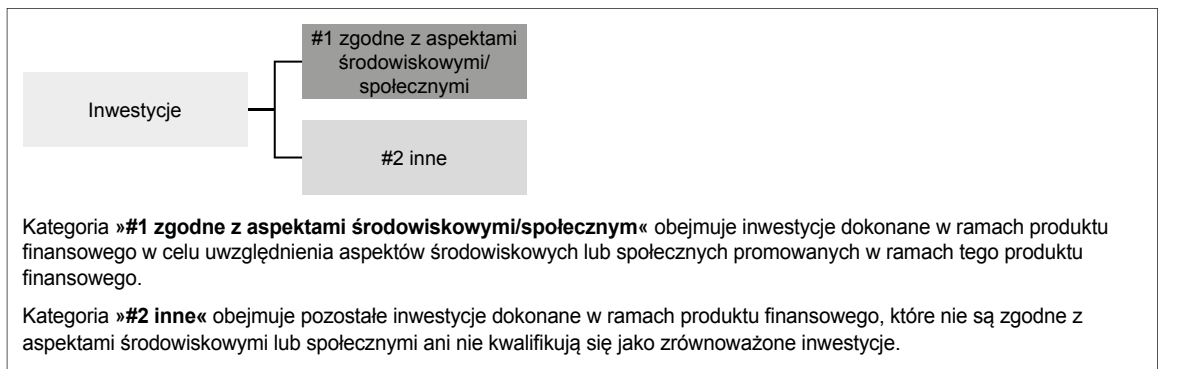 #1 zgodne z aspektami
środowiskowymi/
społecznymi
Inwestycje
#2 inne
Kategoria »#1 zgodne z aspektami środowiskowymi/społecznym« obejmuje inwestycje dokonane w ramach produktu
finansowego w celu uwzględnienia aspektów środowiskowych lub społecznych promowanych w ramach tego produktu
finansowego.
Kategoria »#2 inne« obejmuje pozostałe inwestycje dokonane w ramach produktu finansowego, które nie są zgodne z
aspektami środowiskowymi lub społecznymi ani nie kwalifikują się jako zrównoważone inwestycje.